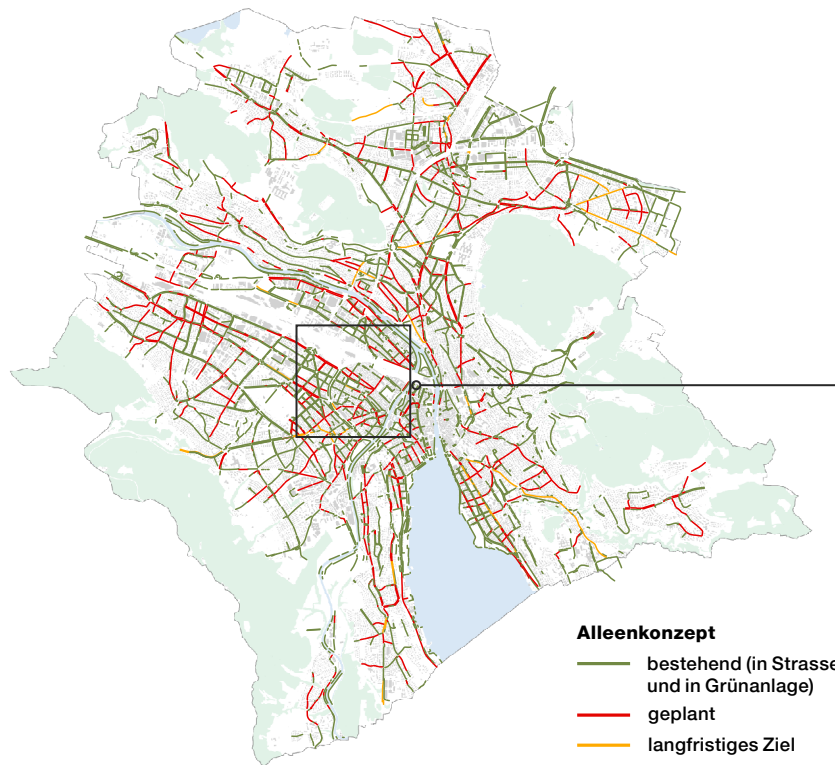 Alleenkonzept
bestehend (in Strasse
und in Grünanlage)
geplant
langfristiges Ziel